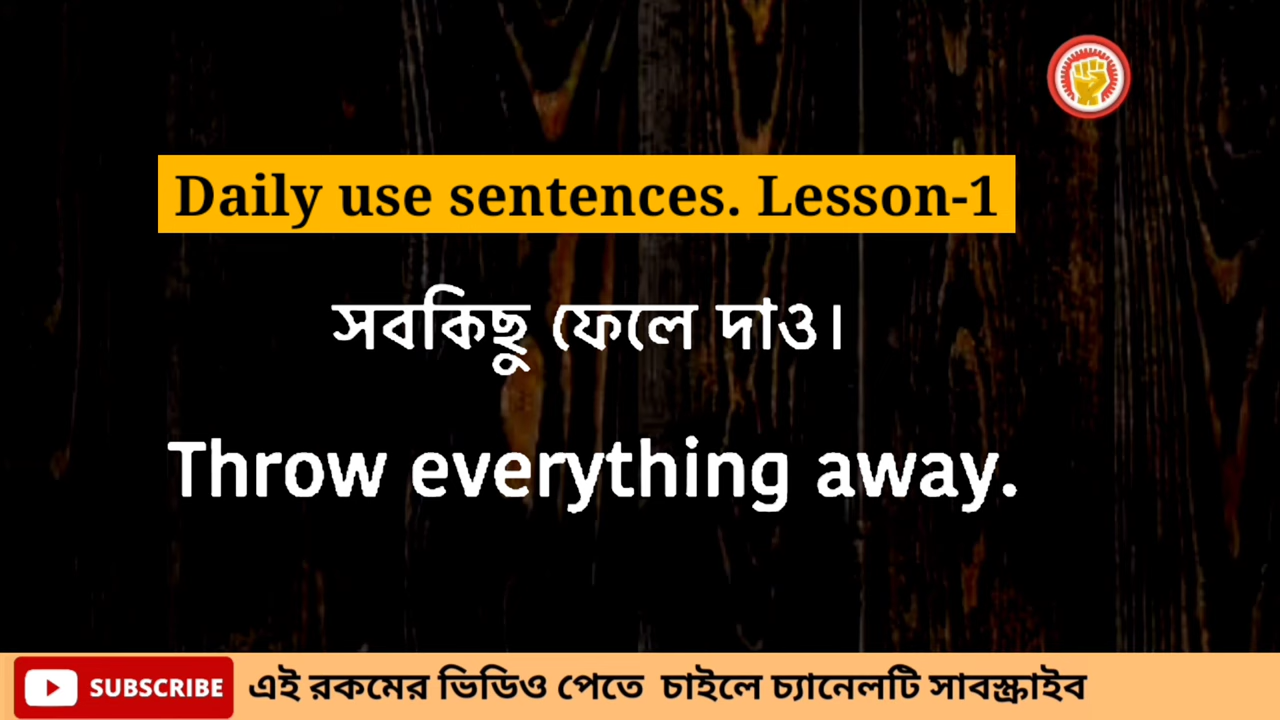 Daily use sentences. Lesson-1
সবকিছু ফেলে দাও।
Throw everything away.
SUBSCRIBE এই রকমের ভিডিও পেতে চাইলে চ্যানেলটি সাবস্ক্রাইব